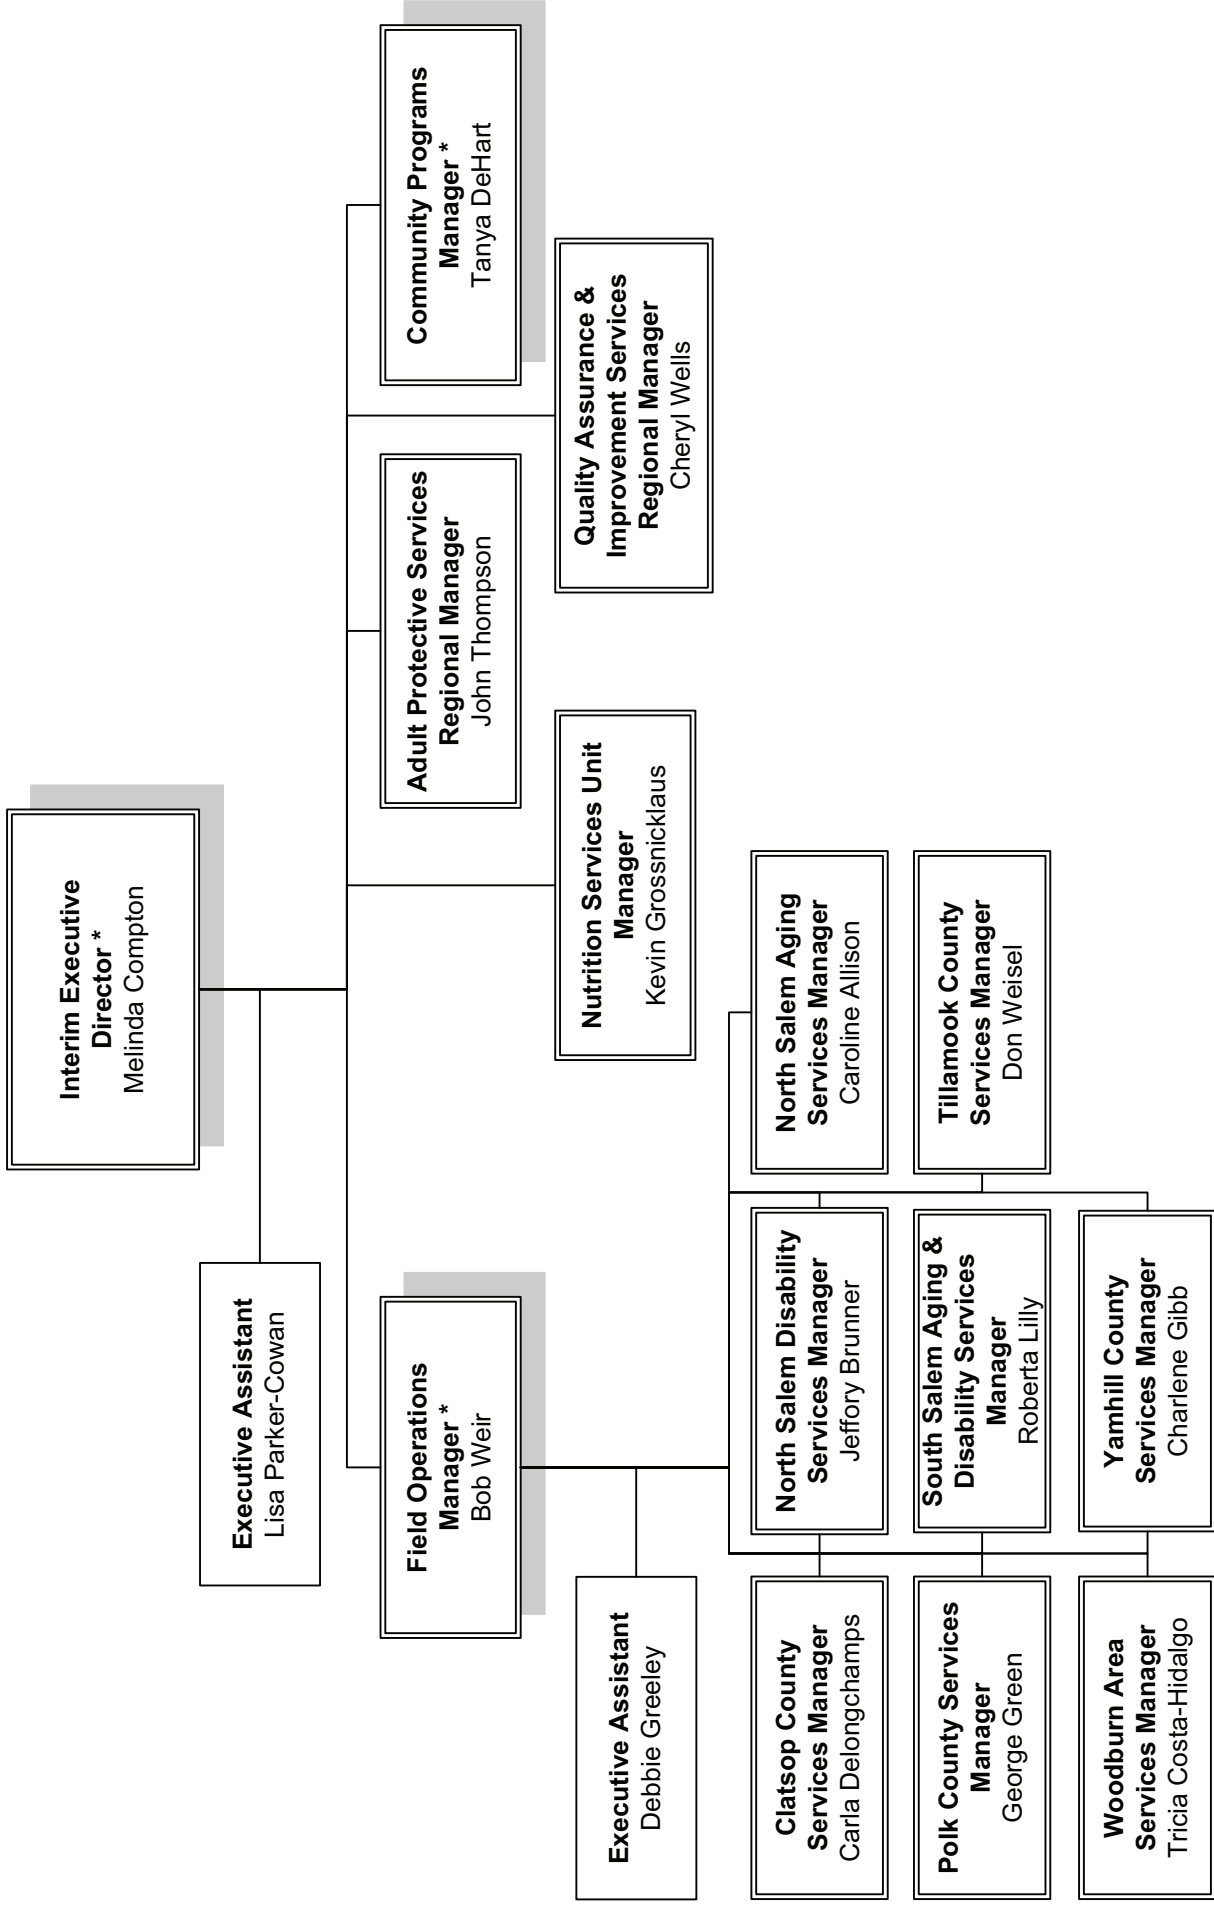 Interim Executive
Director *
Melinda Compton
Executive Assistant
Lisa Parker-Cowan
Field Operations
Manager *
Bob Weir
Adult Protective Services
Regional Manager
John Thompson
Community Programs
Manager *
Tanya DeHart
Nutrition Services Unit
Manager
Kevin Grossnicklaus
Quality Assurance &
Improvement Services
Regional Manager
Cheryl Wells
Executive Assistant
Debbie Greeley
Clatsop County
Services Manager
Carla Delongchamps
North Salem Disability
Services Manager
Jeffory Brunner
North Salem Aging
Services Manager
Caroline Allison
Polk County Services
Manager
George Green
South Salem Aging &
Disability Services
Manager
Roberta Lilly
Tillamook County
Services Manager
Don Weisel
Woodburn Area
Services Manager
Tricia Costa-Hidalgo
Yamhill County
Services Manager
Charlene Gibb